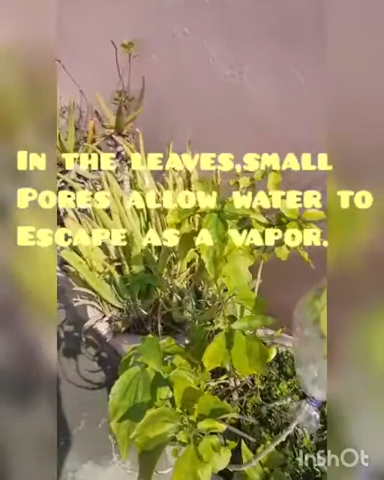 In the leaves,small
Pores allow water to
Escape as a vapor.
InShOt